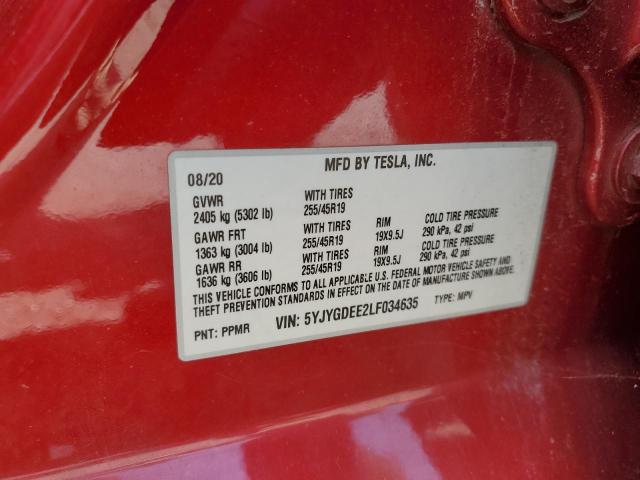 MFD BY TESLA, INC.
08/20
GVWR WITH TIRES
2405 kg (5302 lb) 255/45R19
GAWR FRT WITH TIRES RIM COLD TIRE PRESSURE
1363 kg (3004 lb) 255/45R19 19X9.5J 290 kPa, 42 psi
GAWR RR WITH TIRES RIM COLD TIRE PRESSURE
1636 kg (3606 lb) 255/45R19 19X9.5J 290 kPa, 42 psi
THIS VEHICLE CONFORMS TO ALL APPLICABLE U.S. FEDERAL MOTOR VEHICLE SAFETY AND
THEFT PREVENTION STANDARDS IN EFFECT ON THE DATE OF MANUFACTURE SHOWN ABOVE.
PNT: PPMR VIN: 5YJYGDEE2LF034635 TYPE: MPV